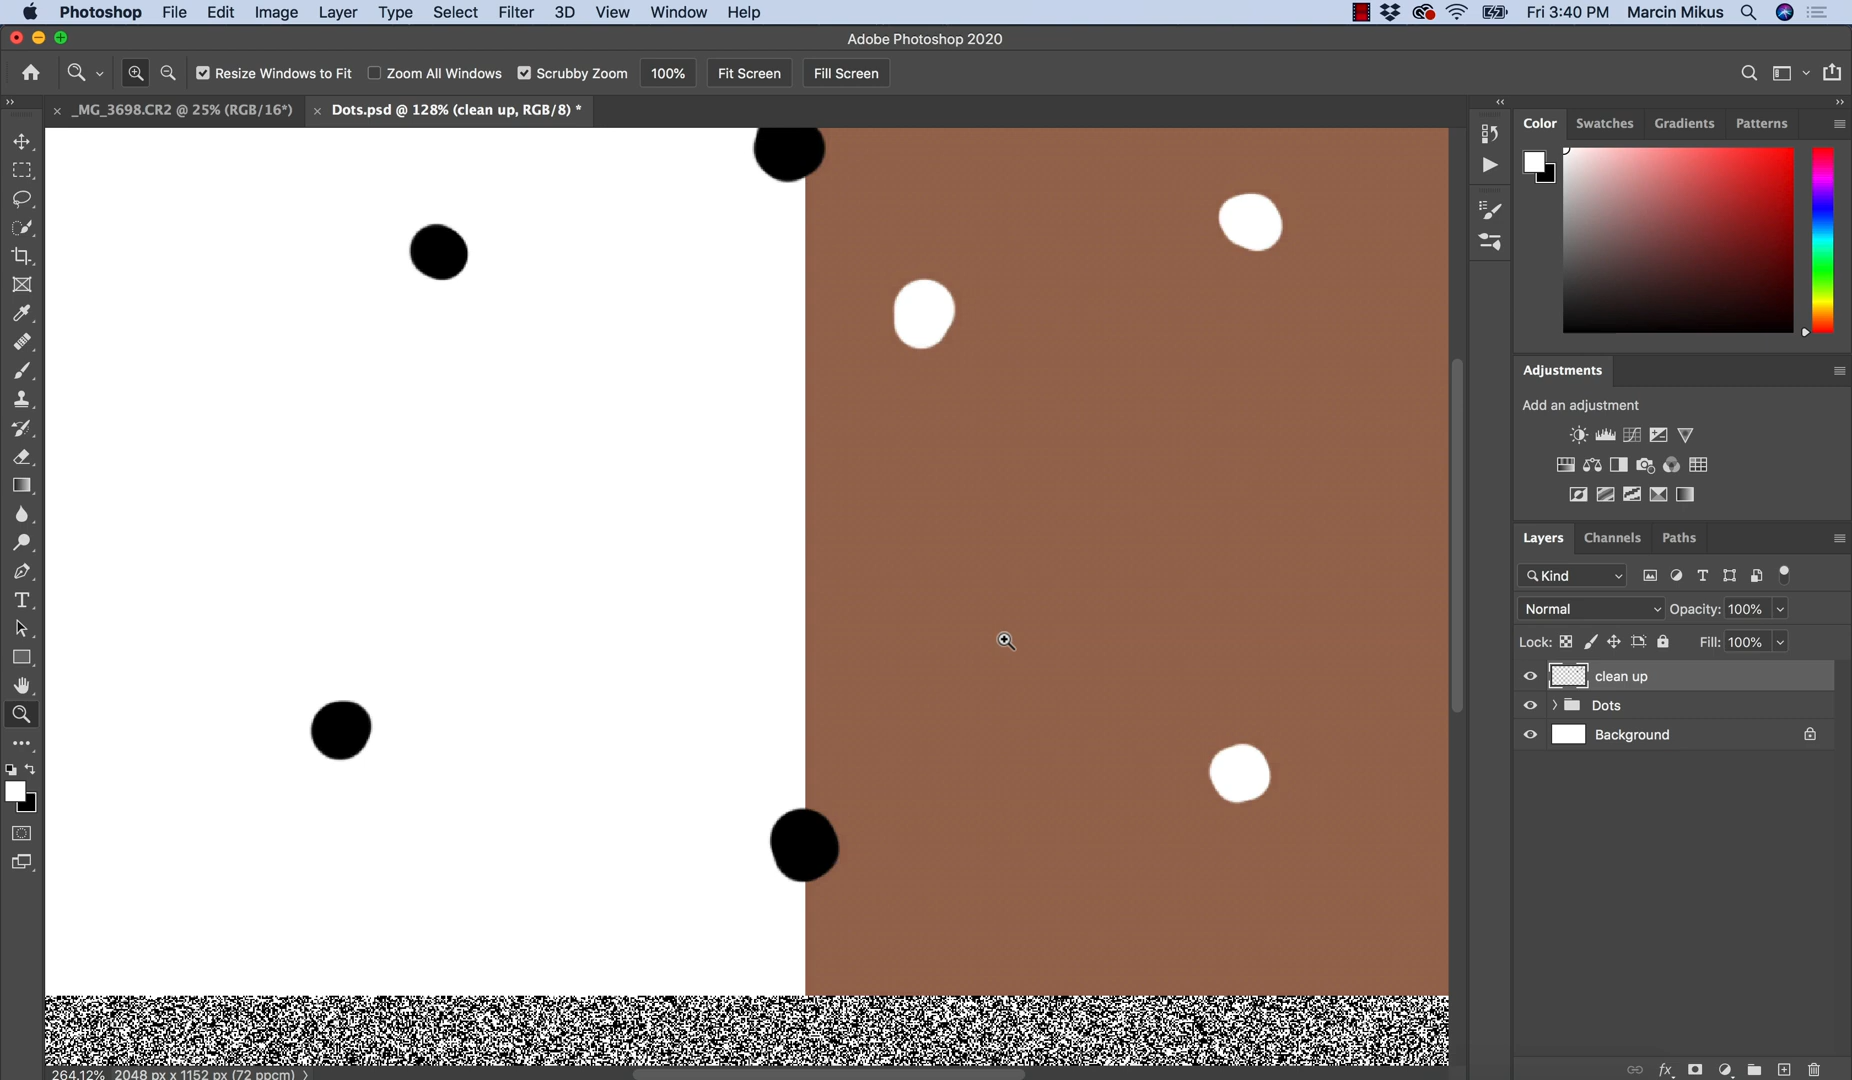 Photoshop File Edit Image Layer Type Select Filter 3D View Window Help Fri 3:40 PM Marcin Mikus
Adobe Photoshop 2020
Resize Windows to Fit Zoom All Windows Scrubby Zoom 100% Fit Screen Fill Screen
_MG_3698.CR2 @ 25% (RGB/16*) Dots.psd @ 128% (clean up, RGB/8) *
Color Swatches Gradients Patterns
Adjustments
Add an adjustment
Layers Channels Paths
Kind
Normal Opacity: 100%
Lock: Fill: 100%
clean up
Dots
Background
264.12% 2048 px x 1152 px (72 ppcm)